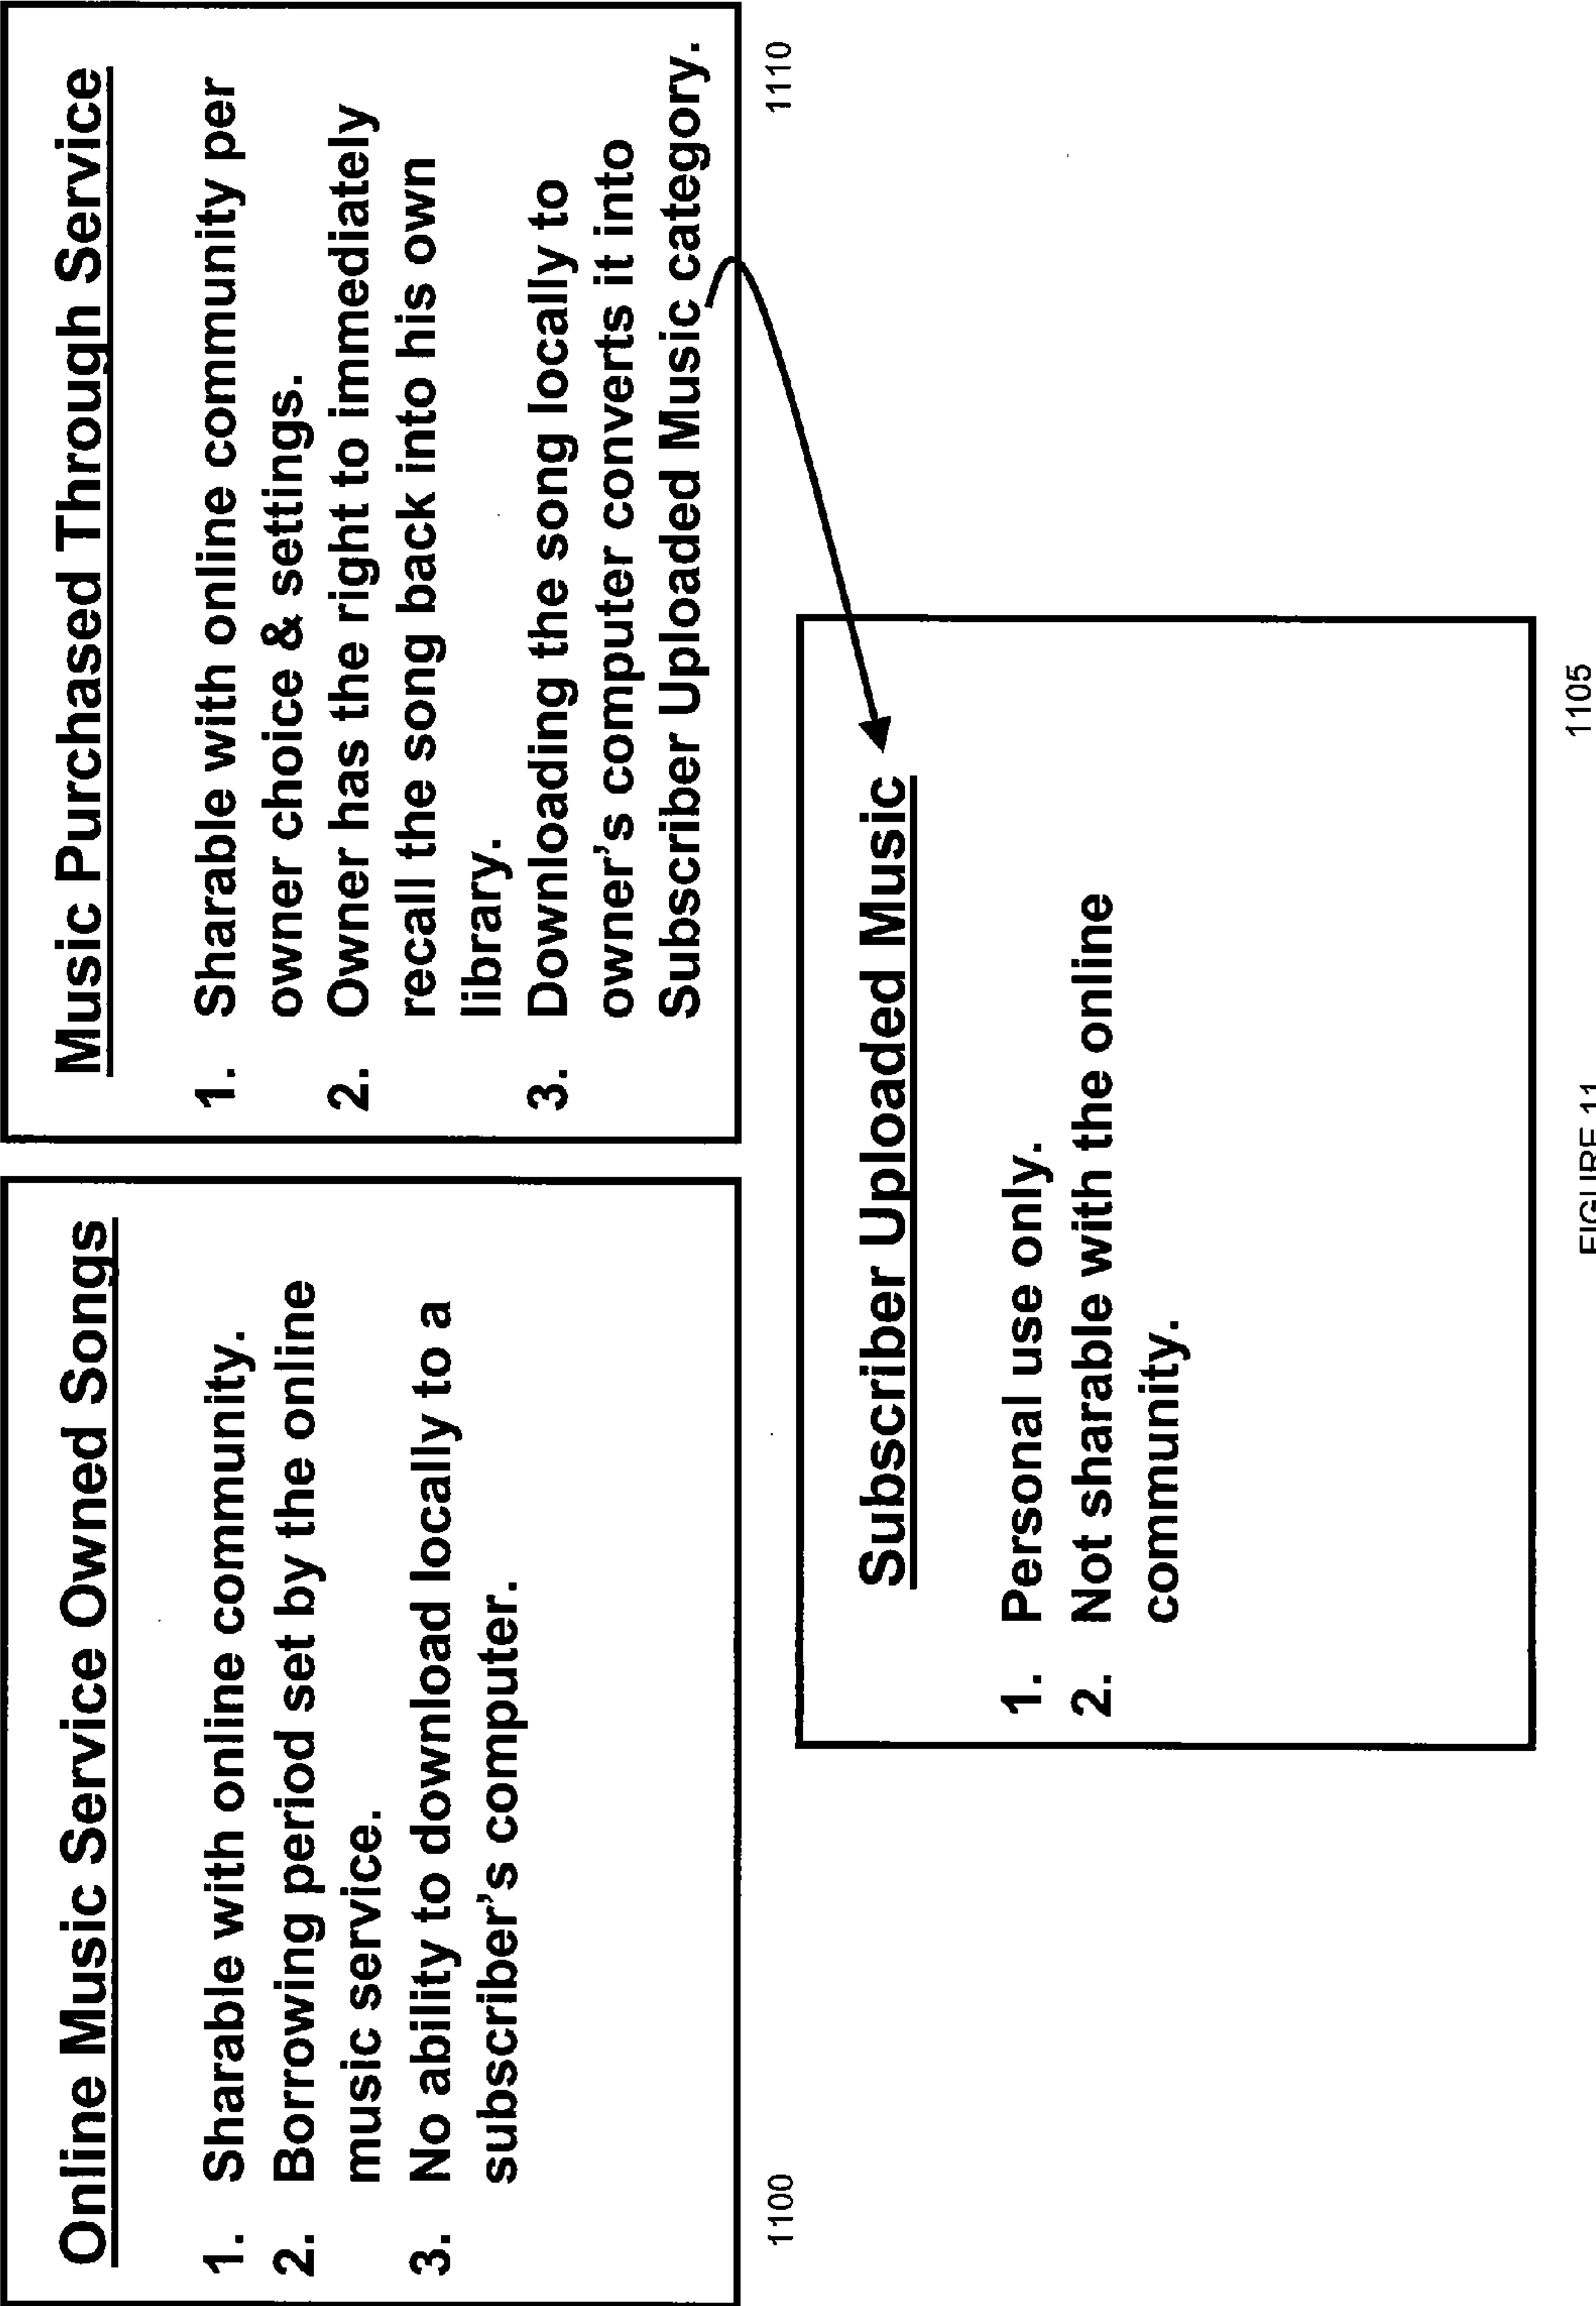 Online Music Service Owned Songs
1. Sharable with online community.
2. Borrowing period set by the online
music service.
3. No ability to download locally to a
subscriber's computer.
1100
Music Purchased Through Service
1. Sharable with online community per
owner choice & settings.
2. Owner has the right to immediately
recall the song back into his own
library.
3. Downloading the song locally to
owner's computer converts it into
Subscriber Uploaded Music category.
1110
Subscriber Uploaded Music
1. Personal use only.
2. Not sharable with the online
community.
1105
FIGURE 11